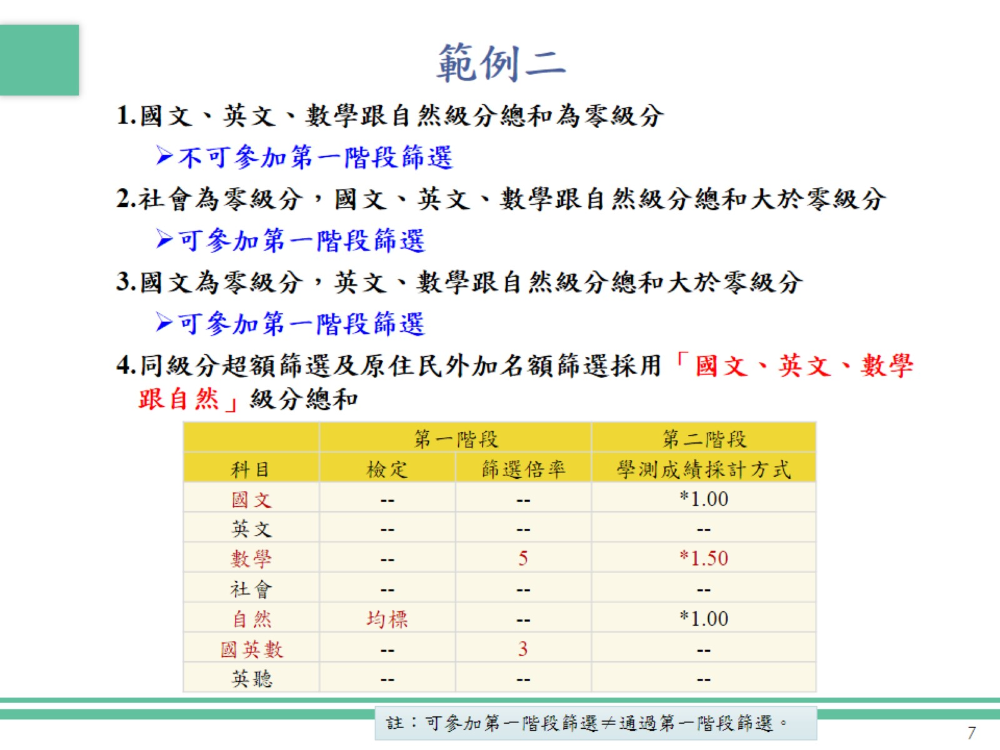 範例二
1.國文、英文、數學跟自然級分總和為零級分
➢不可參加第一階段篩選
2.社會為零級分，國文、英文、數學跟自然級分總和大於零級分
➢可參加第一階段篩選
3.國文為零級分，英文、數學跟自然級分總和大於零級分
➢可參加第一階段篩選
4.同級分超額篩選及原住民外加名額篩選採用「國文、英文、數學
跟自然」級分總和
第一階段 第二階段
科目 檢定 篩選倍率 學測成績採計方式
國文 -- -- *1.00
英文 -- -- --
數學 -- 5 *1.50
社會 -- -- --
自然 均標 -- *1.00
國英數 -- 3 --
英聽 -- -- --
註：可參加第一階段篩選≠通過第一階段篩選。
7